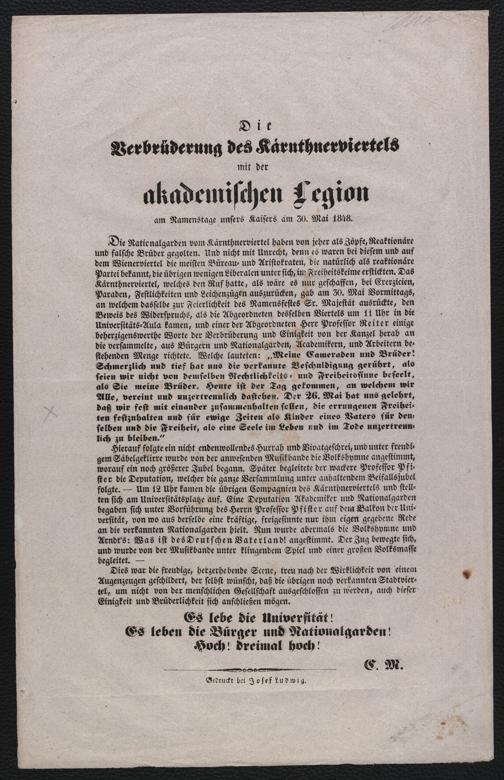 Die
Verbrüderung des Kärnthnerviertels
mit der
akademischen Legion
am Namenstage unsers Kaisers am 30. Mai 1848.
Die Nationalgarden vom Kärnthnerviertel haben von jeher als Zöpfe, Reaktionäre
und falsche Brüder gegolten. Und nicht mit Unrecht, denn es waren bei diesem und auf
dem Wienerviertel die meisten Büreau- und Aristokraten, die natürlich als reaktionäre
Partei bekannt, die übrigen wenigen Liberalen unter sich, im Freiheitskeime erstickten. Das
Kärnthnerviertel, welches den Ruf hatte, als wäre es nur geschaffen, bei Exerzicien,
Paraden, Festlichkeiten und Leichenzügen auszurücken, gab am 30. Mai Vormittags,
an welchem dasselbe zur Feierlichkeit des Namensfestes Sr. Majestät ausrückte, den
Beweis des Widerspruchs, als die Abgeordneten desselben Viertels um 11 Uhr in die
Universitäts-Aula kamen, und einer der Abgeordneten Herr Professor Reiter einige
beherzigenswerthe Worte der Verbrüderung und Einigkeit von der Kanzel herab an
die versammelte, aus Bürgern und Nationalgarden, Academikern, und Arbeitern be-
stehenden Menge richtete. Welche lauteten: „Meine Cameraden und Brüder!
Schmerzlich und tief hat uns die verkannte Beschuldigung gerührt, als
seien wir nicht von demselben Rechtlichkeits- und Freiheitssinne beseelt,
als Sie meine Brüder. Heute ist der Tag gekommen, an welchem wir
Alle, vereint und unzertrennlich dastehen. Der 26. Mai hat uns gelehrt,
daß wir fest mit einander zusammenhalten sollen, die errungenen Freihei-
ten festzuhalten und für ewige Zeiten als Kinder eines Vaters für den-
selben und die Freiheit, als eine Seele im Leben und im Tode unzertrenn-
lich zu bleiben.“
Hierauf folgte ein nicht endenwollendes Hurrah und Vivatgeschrei, und unter freudi-
gem Säbelgeklirre wurde von der anwesenden Musikbande die Volkshymne angestimmt,
worauf ein noch größerer Jubel begann. Später begleitete der wackere Professor Pfi-
ster die Deputation, welcher die ganze Versammlung unter anhaltendem Beifallsjubel
folgte. — Um 12 Uhr kamen die übrigen Compagnien des Kärnthnerviertels und stell-
ten sich am Universitätsplatze auf. Eine Deputation Akademiker und Nationalgarden
begaben sich unter Vorführung des Herrn Professor Pfister auf dem Balkon der Uni-
versität, von wo aus derselbe eine kräftige, freigesinnte nur ihm eigen gegebene Rede
an die verkannten Nationalgarden hielt. Nun wurde abermals die Volkshymne und
Arndt's: Was ist des Deutschen Vaterland! angestimmt. Der Zug bewegte sich,
und wurde von der Musikbande unter klingendem Spiel und einer großen Volksmasse
begleitet. —
Dies war die freudige, herzerhebende Scene, treu nach der Wirklichkeit von einem
Augenzeugen geschildert, der selbst wünscht, daß die übrigen noch verkannten Stadtvier-
tel, um nicht von der menschlichen Gesellschaft ausgeschlossen zu werden, auch dieser
Einigkeit und Brüderlichkeit sich anschließen mögen.
Es lebe die Universität!
Es leben die Bürger und Nationalgarden!
Hoch! dreimal hoch!
C. M.
Gedruckt bei Josef Ludwig.